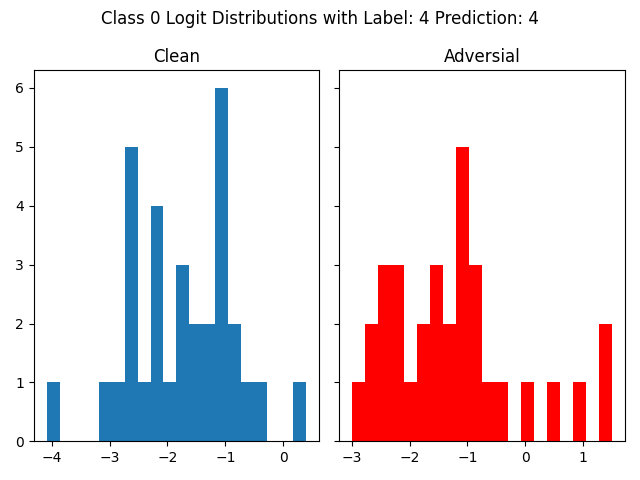 Class 0 Logit Distributions with Label: 4 Prediction: 4
Clean
Adversial
6
5
4
3
2
1
0
−4 −3 −2 −1 0
−3 −2 −1 0 1